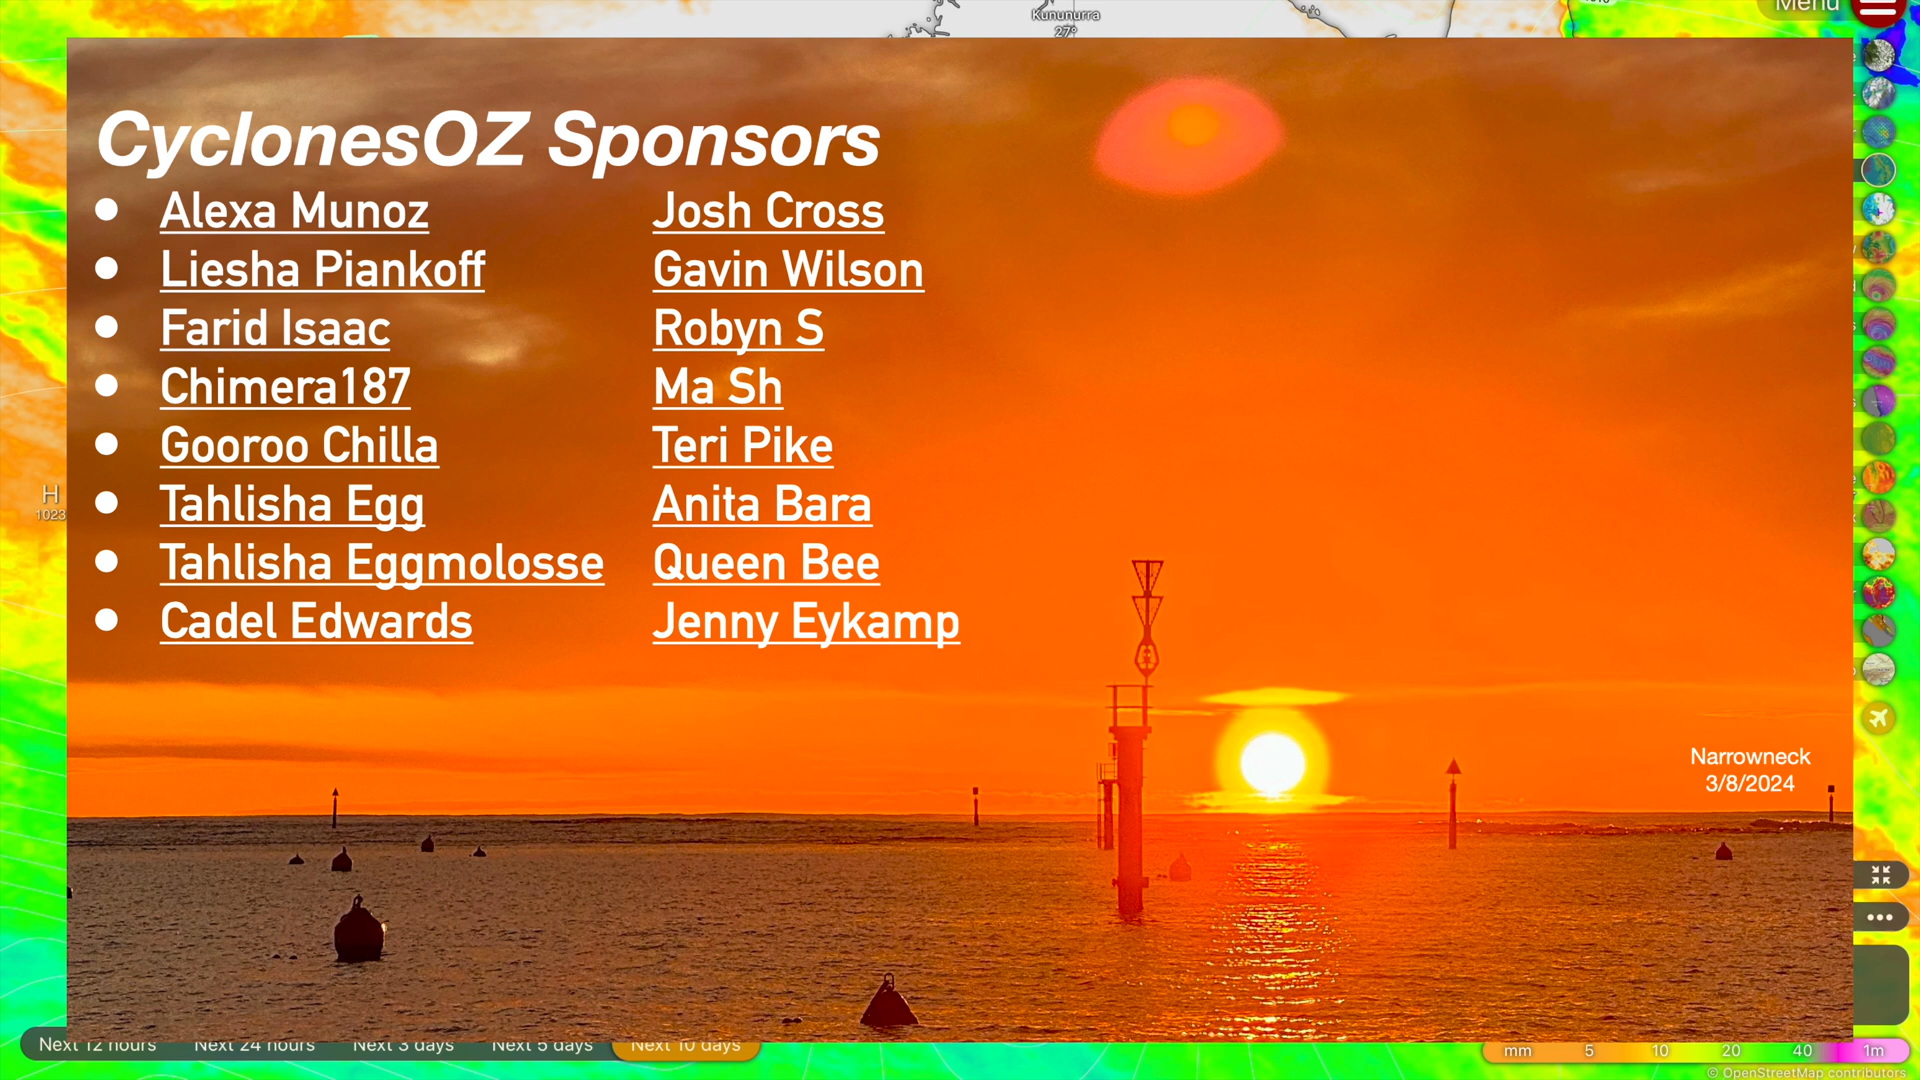 Kununurra
27°
Menu
CyclonesOZ Sponsors
Alexa Munoz
Josh Cross
Liesha Piankoff
Gavin Wilson
Farid Isaac
Robyn S
Chimera187
Ma Sh
Gooroo Chilla
Teri Pike
Tahlisha Egg
Anita Bara
Tahlisha Eggmolosse
Queen Bee
Cadel Edwards
Jenny Eykamp
H
1023
Narrowneck
3/8/2024
Next 12 hours Next 24 hours Next 3 days Next 5 days Next 10 days
mm 5 10 20 40 1m
© OpenStreetMap contributors